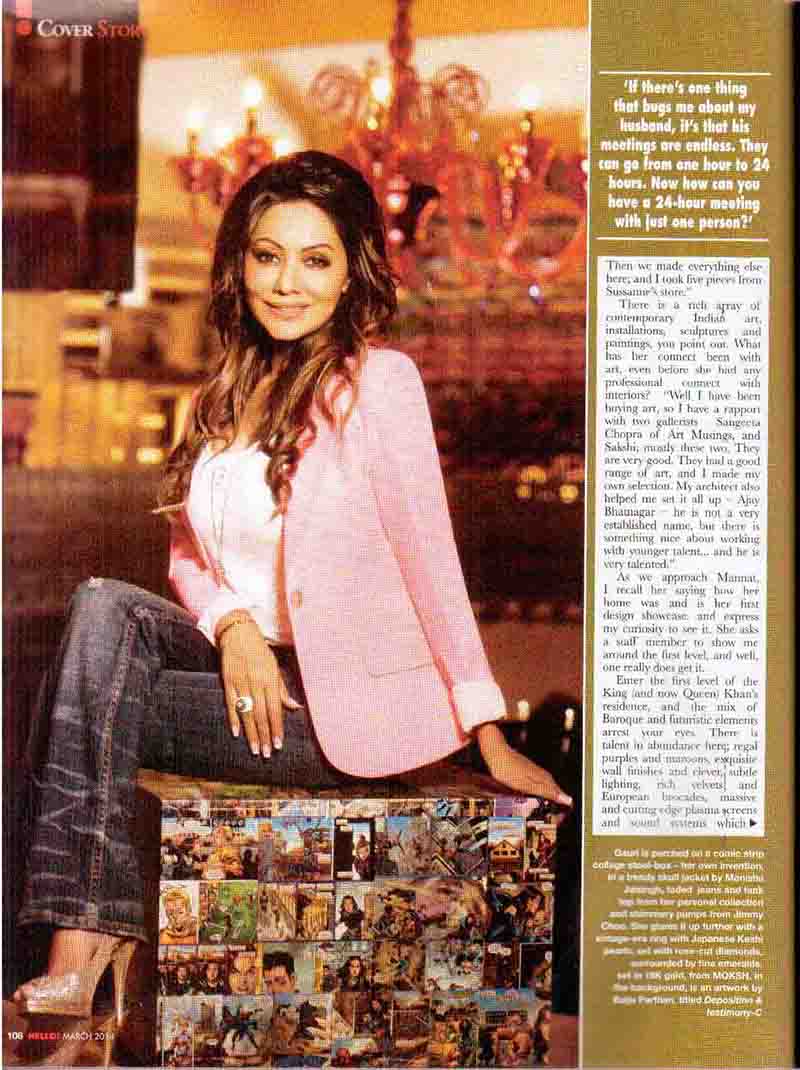 COVER STOR
'If there's one thing
that bugs me about my
husband, it's that his
meetings are endless. They
can go from one hour to 24
hours. Now how can you
have a 24-hour meeting
with just one person?'
Then we made everything else
here, and I took five pieces from
Sussanne's store."
There is a rich array of
contemporary Indian art,
installations, sculptures and
paintings, you point out. What
has her connect been with
art, even before she had any
professional connect with
interiors? "Well I have been
buying art, so I have a rapport
with two gallerists – Sangeeta
Chopra of Art Musings, and
Sakshi, mostly these two. They
are very good. They had a good
range of art, and I made my
own selection. My architect also
helped me set it all up – Ajay
Bhatnagar – he is not a very
established name, but there is
something nice about working
with younger talent... and he is
very talented."
As we approach Mannat,
I recall her saying how her
home was and is her first
design showcase, and express
my curiosity to see it. She asks
a staff member to show me
around the first level, and well,
one really does get it.
Enter the first level of the
King (and now Queen) Khan's
residence, and the mix of
Baroque and futuristic elements
arrest your eyes. There is
talent in abundance here; regal
purples and maroons, exquisite
wall finishes and clever, subtle
lighting, rich velvets and
European brocades, massive
and cutting edge plasma screens
and sound systems which ▶
Gauri is perched on a comic strip
collage stool-box – her own invention,
in a trendy skull jacket by Monisha
Jaisingh, faded jeans and tank
top from her personal collection
and shimmery pumps from Jimmy
Choo. She glams it up further with a
vintage-era ring with Japanese Keshi
pearls, set with rose-cut diamonds,
surrounded by fine emeralds,
set in 18K gold, from MOKSH. In
the background, is an artwork by
Baiju Parthan, titled Deposition &
testimony-C
106 HELLO! MARCH 2014